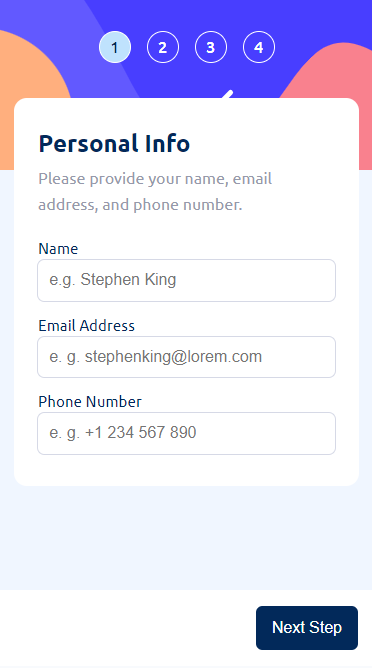 1 2 3 4
Personal Info
Please provide your name, email
address, and phone number.
Name
e.g. Stephen King
Email Address
e. g. stephenking@lorem.com
Phone Number
e. g. +1 234 567 890
Next Step